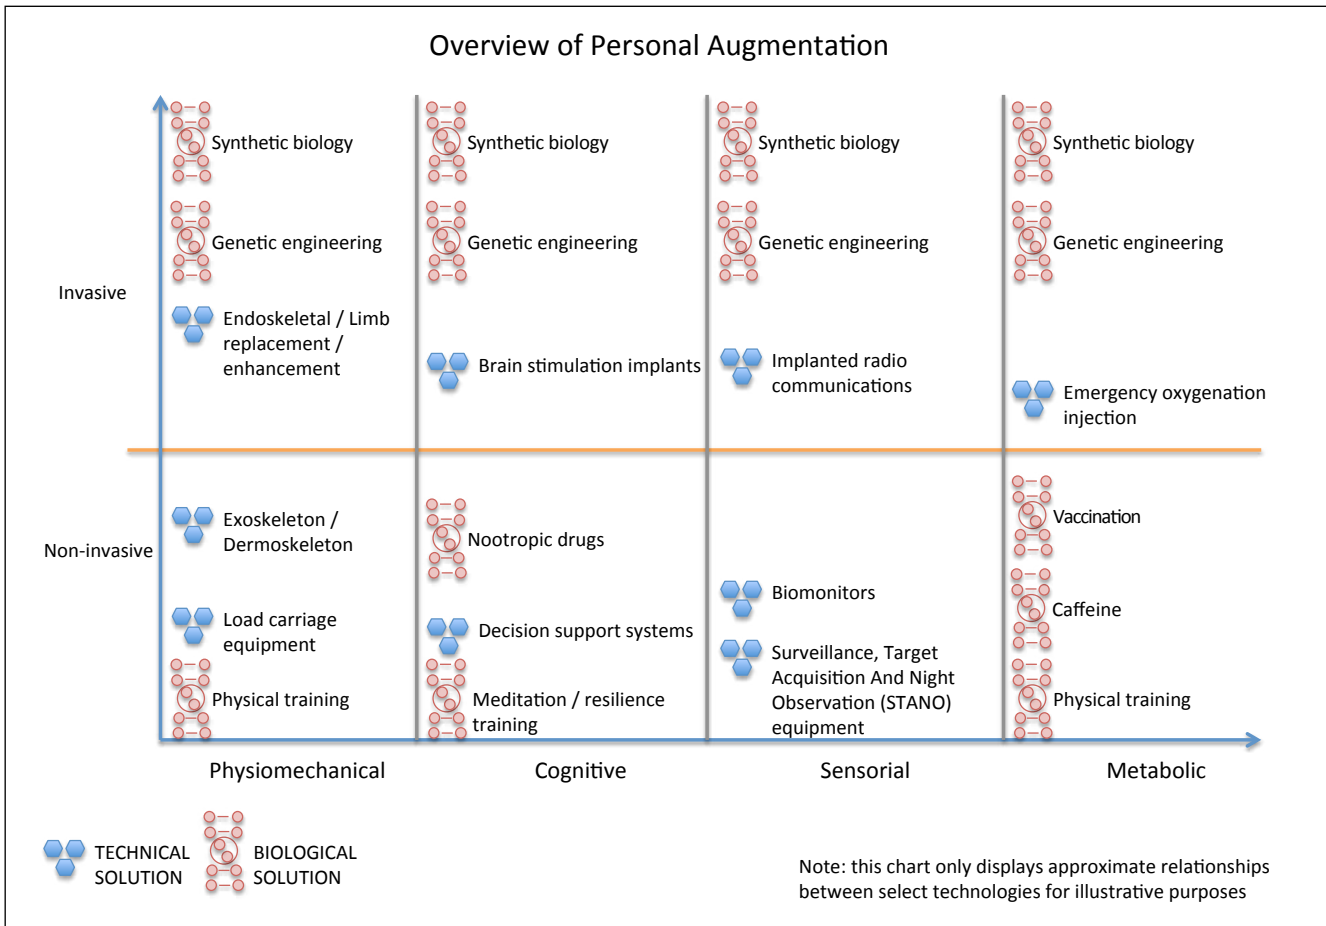 Overview of Personal Augmentation
Synthetic biology
Synthetic biology
Synthetic biology
Synthetic biology
Genetic engineering
Genetic engineering
Genetic engineering
Genetic engineering
Invasive
Endoskeletal / Limb
replacement /
enhancement
Brain stimulation implants
Implanted radio
communications
Emergency oxygenation
injection
Non-invasive
Exoskeleton /
Dermoskeleton
Nootropic drugs
Vaccination
Biomonitors
Caffeine
Load carriage
equipment
Decision support systems
Surveillance, Target
Acquisition And Night
Observation (STANO)
equipment
Physical training
Meditation / resilience
training
Physical training
Physiomechanical
Cognitive
Sensorial
Metabolic
TECHNICAL
SOLUTION
BIOLOGICAL
SOLUTION
Note: this chart only displays approximate relationships
between select technologies for illustrative purposes